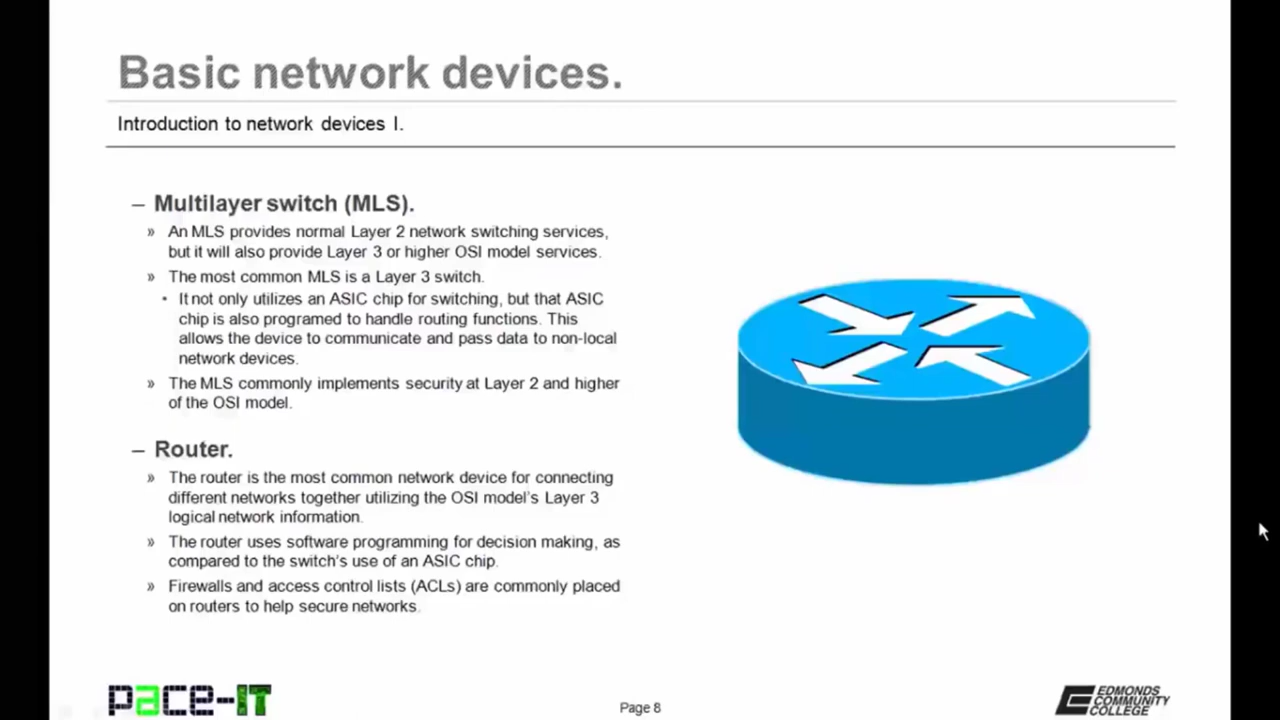 Basic network devices.
Introduction to network devices I.
– Multilayer switch (MLS).
» An MLS provides normal Layer 2 network switching services,
but it will also provide Layer 3 or higher OSI model services.
» The most common MLS is a Layer 3 switch.
• It not only utilizes an ASIC chip for switching, but that ASIC
chip is also programed to handle routing functions. This
allows the device to communicate and pass data to non-local
network devices.
» The MLS commonly implements security at Layer 2 and higher
of the OSI model.
– Router.
» The router is the most common network device for connecting
different networks together utilizing the OSI model's Layer 3
logical network information.
» The router uses software programming for decision making, as
compared to the switch's use of an ASIC chip.
» Firewalls and access control lists (ACLs) are commonly placed
on routers to help secure networks.
pace-IT
Page 8
EDMONDS
COMMUNITY
COLLEGE